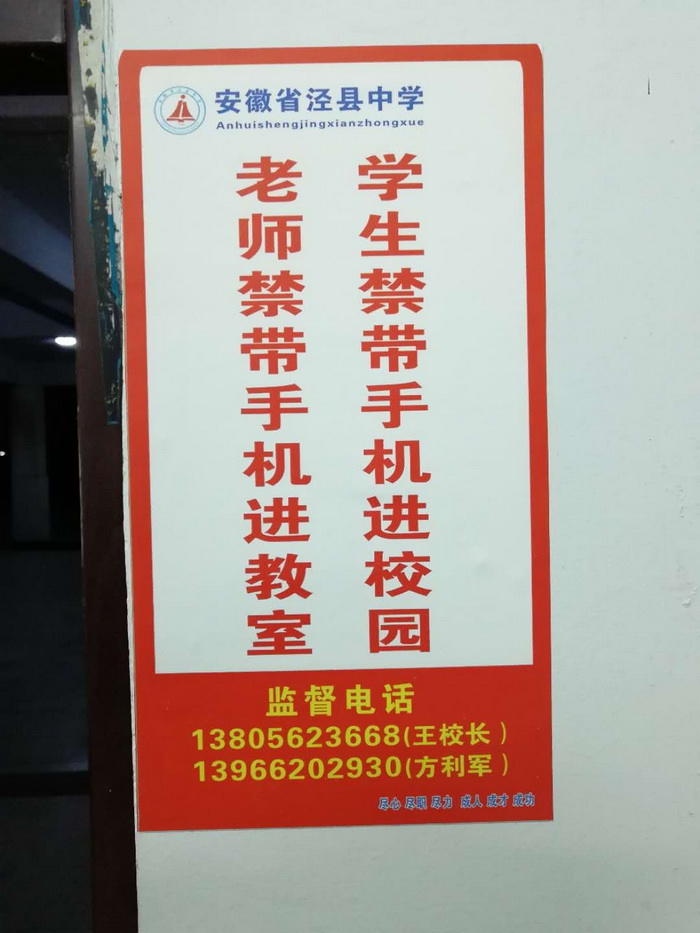 安徽省泾县中学
Anhuishengjingxianzhongxue
学生禁带手机进校园
老师禁带手机进教室
监督电话
13805623668(王校长)
13966202930(方利军)
尽心 尽职 尽力 成人 成才 成功